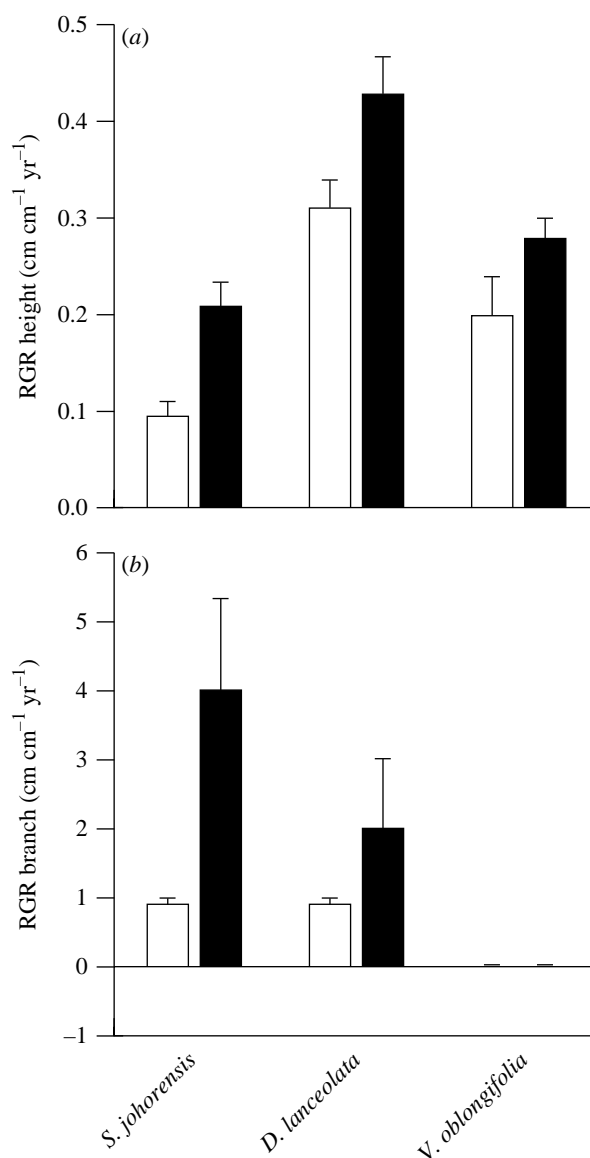 (a)
0.5
0.4
0.3
0.2
0.1
0.0
RGR height (cm cm⁻¹ yr⁻¹)
(b)
6
5
4
3
2
1
0
–1
RGR branch (cm cm⁻¹ yr⁻¹)
S. johorensis
D. lanceolata
V. oblongifolia